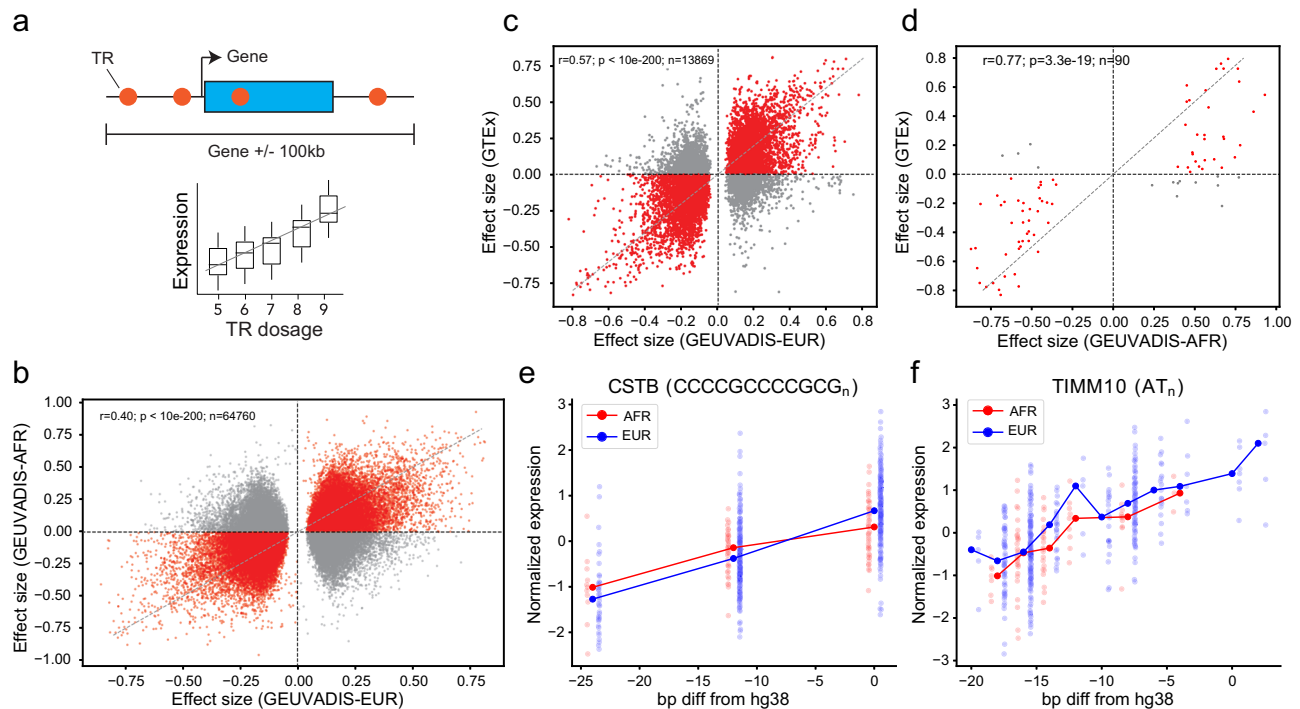 a
TR
Gene
Gene +/- 100kb
Expression
5 6 7 8 9
TR dosage
b
r=0.40; p < 10e-200; n=64760
Effect size (GEUVADIS-AFR)
1.00
0.75
0.50
0.25
0.00
−0.25
−0.50
−0.75
−1.00
−0.75 −0.50 −0.25 0.00 0.25 0.50 0.75
Effect size (GEUVADIS-EUR)
c
r=0.57; p < 10e-200; n=13869
Effect size (GTEx)
0.75
0.50
0.25
0.00
−0.25
−0.50
−0.75
−0.8 −0.6 −0.4 −0.2 0.0 0.2 0.4 0.6 0.8
Effect size (GEUVADIS-EUR)
d
r=0.77; p=3.3e-19; n=90
Effect size (GTEx)
0.8
0.6
0.4
0.2
0.0
−0.2
−0.4
−0.6
−0.8
−0.75 −0.50 −0.25 0.00 0.25 0.50 0.75 1.00
Effect size (GEUVADIS-AFR)
e
CSTB (CCCCGCCCCGCGₙ)
AFR
EUR
Normalized expression
3
2
1
0
−1
−2
−25 −20 −15 −10 −5 0
bp diff from hg38
f
TIMM10 (ATₙ)
AFR
EUR
Normalized expression
3
2
1
0
−1
−2
−3
−20 −15 −10 −5 0
bp diff from hg38